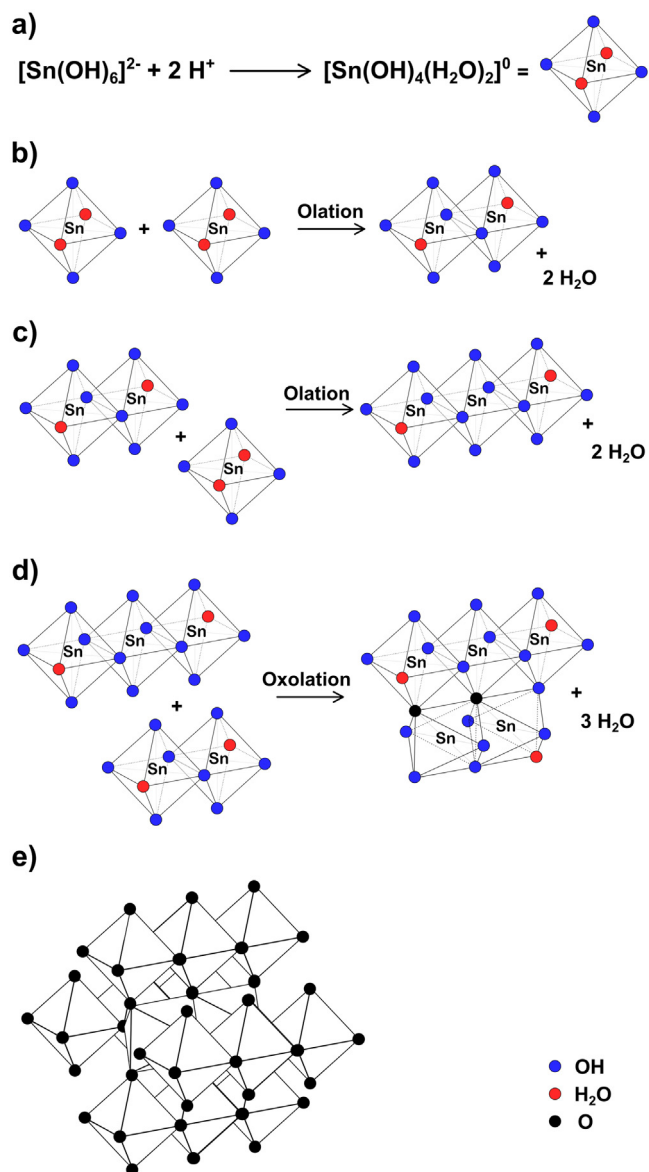 a)
[Sn(OH)₆]²⁻ + 2 H⁺ ⟶ [Sn(OH)₄(H₂O)₂]⁰ = Sn
b)
Sn + Sn Olation Sn Sn
+
2 H₂O
c)
Sn Sn Olation Sn Sn Sn
+ +
Sn 2 H₂O
d)
Sn Sn Sn Sn Sn Sn
Oxolation
+ +
Sn Sn 3 H₂O
Sn Sn
e)
OH
H₂O
O